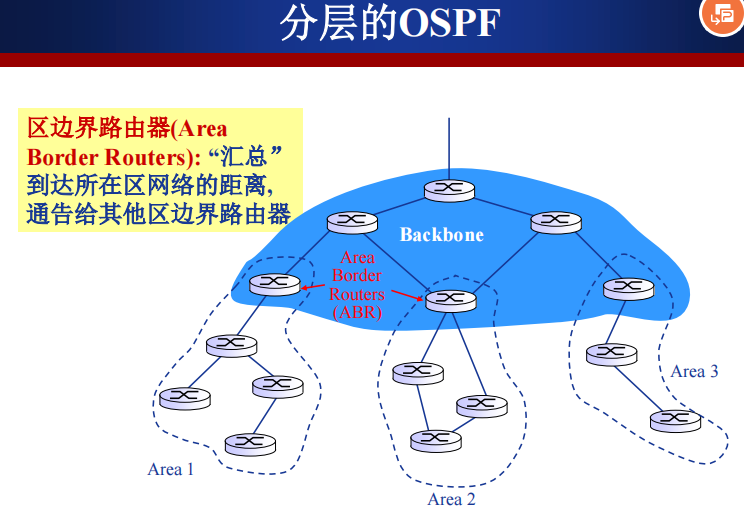 分层的OSPF
区边界路由器(Area
Border Routers): “汇总”
到达所在区网络的距离,
通告给其他区边界路由器
Backbone
Area
Border
Routers
(ABR)
Area 3
Area 1
Area 2